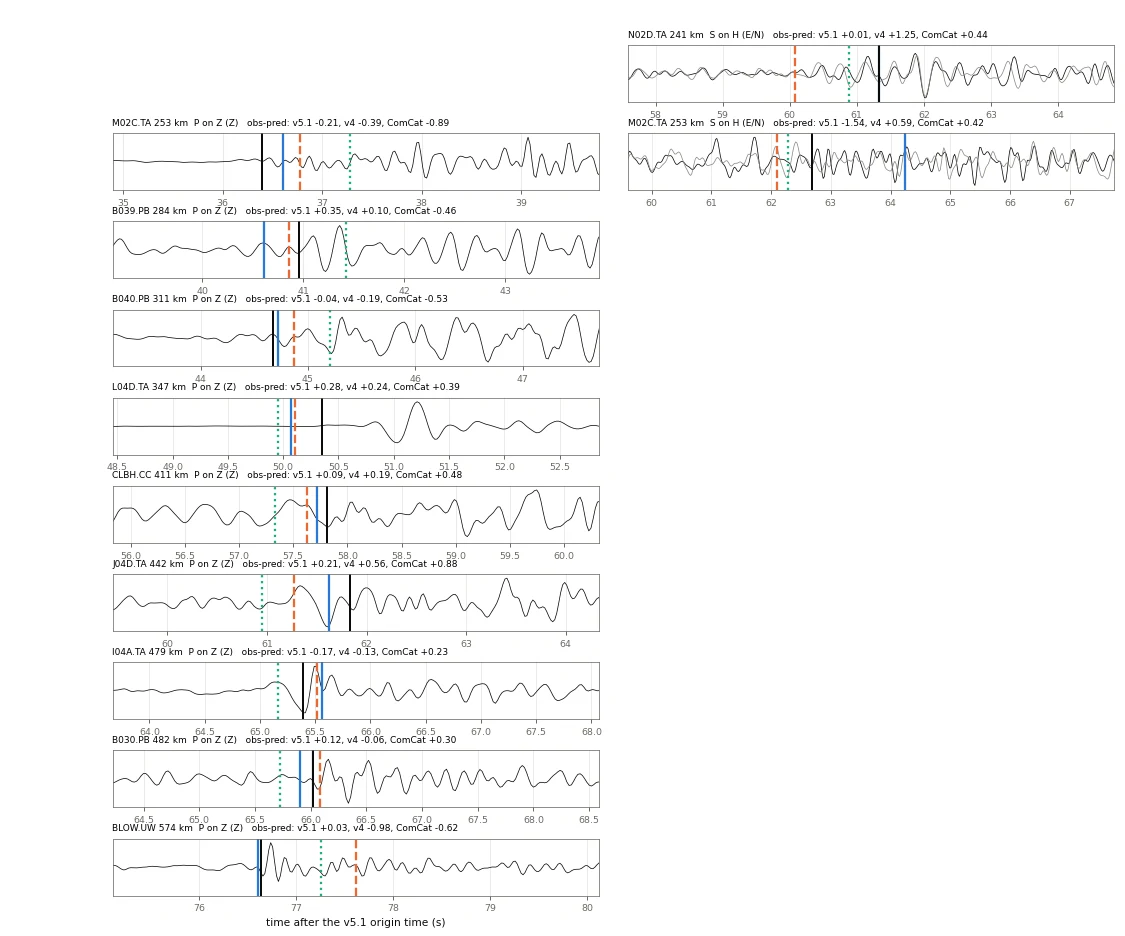 N02D.TA 241 km  S on H (E/N)   obs-pred: v5.1 +0.01, v4 +1.25, ComCat +0.44
58 59 60 61 62 63 64
M02C.TA 253 km  P on Z (Z)   obs-pred: v5.1 -0.21, v4 -0.39, ComCat -0.89
35 36 37 38 39
M02C.TA 253 km  S on H (E/N)   obs-pred: v5.1 -1.54, v4 +0.59, ComCat +0.42
60 61 62 63 64 65 66 67
B039.PB 284 km  P on Z (Z)   obs-pred: v5.1 +0.35, v4 +0.10, ComCat -0.46
40 41 42 43
B040.PB 311 km  P on Z (Z)   obs-pred: v5.1 -0.04, v4 -0.19, ComCat -0.53
44 45 46 47
L04D.TA 347 km  P on Z (Z)   obs-pred: v5.1 +0.28, v4 +0.24, ComCat +0.39
48.5 49.0 49.5 50.0 50.5 51.0 51.5 52.0 52.5
CLBH.CC 411 km  P on Z (Z)   obs-pred: v5.1 +0.09, v4 +0.19, ComCat +0.48
56.0 56.5 57.0 57.5 58.0 58.5 59.0 59.5 60.0
J04D.TA 442 km  P on Z (Z)   obs-pred: v5.1 +0.21, v4 +0.56, ComCat +0.88
60 61 62 63 64
I04A.TA 479 km  P on Z (Z)   obs-pred: v5.1 -0.17, v4 -0.13, ComCat +0.23
64.0 64.5 65.0 65.5 66.0 66.5 67.0 67.5 68.0
B030.PB 482 km  P on Z (Z)   obs-pred: v5.1 +0.12, v4 -0.06, ComCat +0.30
64.5 65.0 65.5 66.0 66.5 67.0 67.5 68.0 68.5
BLOW.UW 574 km  P on Z (Z)   obs-pred: v5.1 +0.03, v4 -0.98, ComCat -0.62
76 77 78 79 80
time after the v5.1 origin time (s)